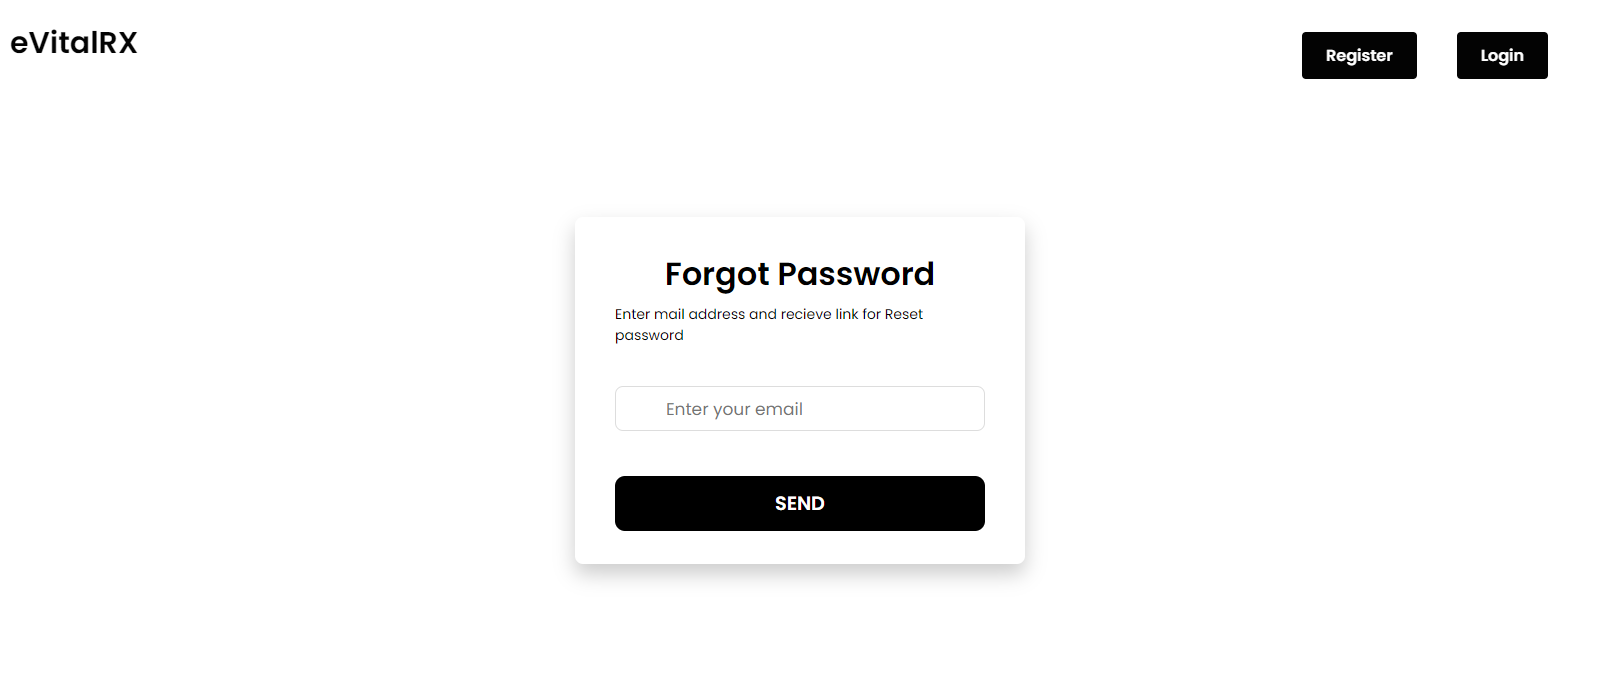 eVitalRX
Register
Login
Forgot Password
Enter mail address and recieve link for Reset
password
Enter your email
SEND